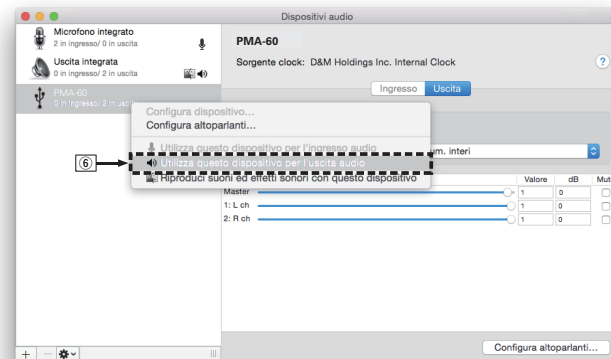 Dispositivi audio
Microfono integrato
2 in ingresso/ 0 in uscita
Uscita integrata
0 in ingresso/ 2 in uscita
PMA-60
0 in ingresso/ 2 in uscita
PMA-60
Sorgente clock: D&M Holdings Inc. Internal Clock
?
Ingresso Uscita
Configura dispositivo...
Configura altoparlanti...
Utilizza questo dispositivo per l'ingresso audio
um. interi
⑥
Utilizza questo dispositivo per l'uscita audio
Riproduci suoni ed effetti sonori con questo dispositivo
Valore dB Mut
Master 1 0
1: L ch 1 0
2: R ch 1 0
+ −
Configura altoparlanti...